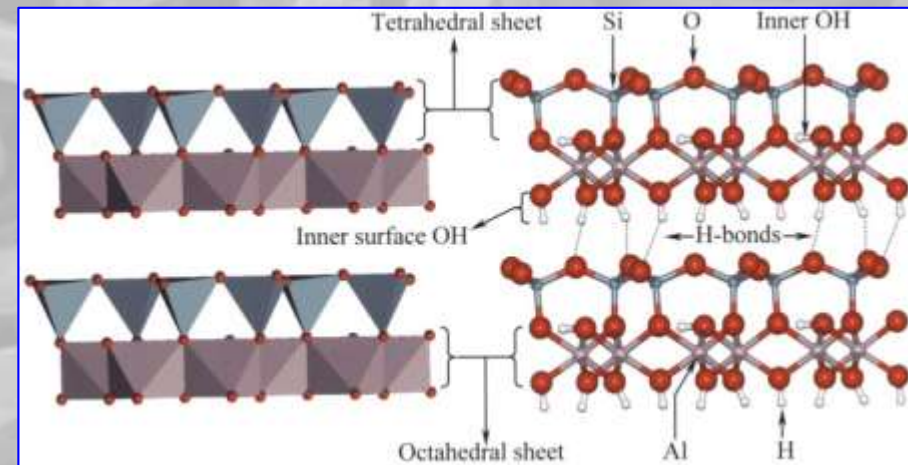 Tetrahedral sheet
Si
O
Inner OH
Inner surface OH
H-bonds
Octahedral sheet
Al
H